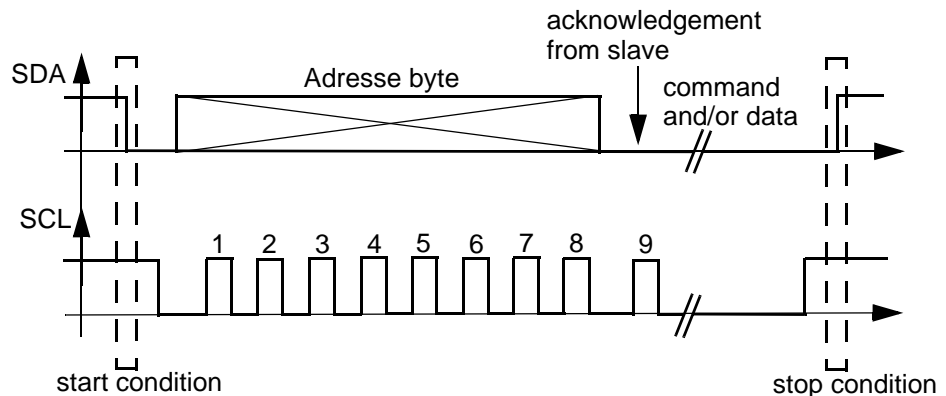 acknowledgement
from slave
SDA
Adresse byte
command
and/or data
SCL
1 2 3 4 5 6 7 8 9
start condition
stop condition